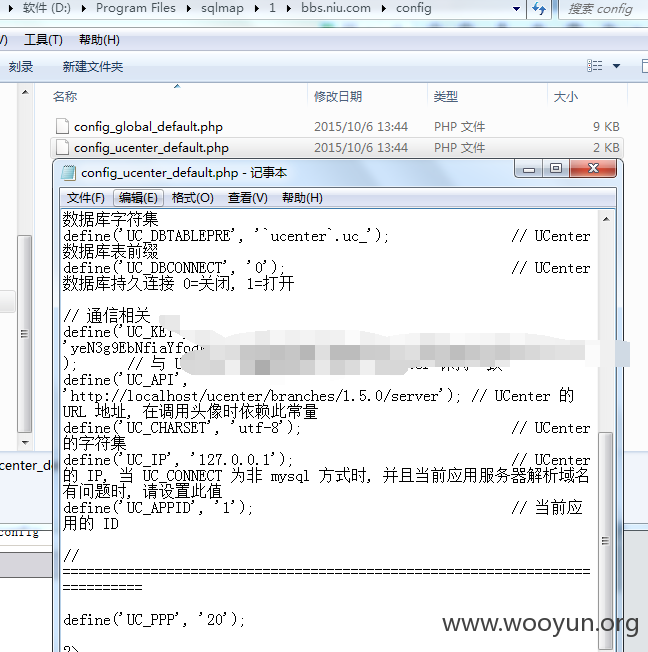 软件 (D:) ▸ Program Files ▸ sqlmap ▸ 1 ▸ bbs.niu.com ▸ config
搜索 config
V) 工具(T) 帮助(H)
刻录 新建文件夹
名称 修改日期 类型 大小
config_global_default.php 2015/10/6 13:44 PHP 文件 9 KB
config_ucenter_default.php 2015/10/6 13:44 PHP 文件 2 KB
config_ucenter_default.php - 记事本
文件(F) 编辑(E) 格式(O) 查看(V) 帮助(H)
数据库字符集
define('UC_DBTABLEPRE', '`ucenter`.uc_'); // UCenter
数据库表前缀
define('UC_DBCONNECT', '0'); // UCenter
数据库持久连接 0=关闭, 1=打开
// 通信相关
define('UC_KE
'yeN3g9EbNfiaYfod
); // 与
define('UC_API',
'http://localhost/ucenter/branches/1.5.0/server'); // UCenter 的
URL 地址, 在调用头像时依赖此常量
define('UC_CHARSET', 'utf-8'); // UCenter
的字符集
define('UC_IP', '127.0.0.1'); // UCenter
的 IP, 当 UC_CONNECT 为非 mysql 方式时, 并且当前应用服务器解析域名
有问题时, 请设置此值
define('UC_APPID', '1'); // 当前应
用的 ID
//
======================================================================
==========
define('UC_PPP', '20');
center_de
config
www.wooyun.org